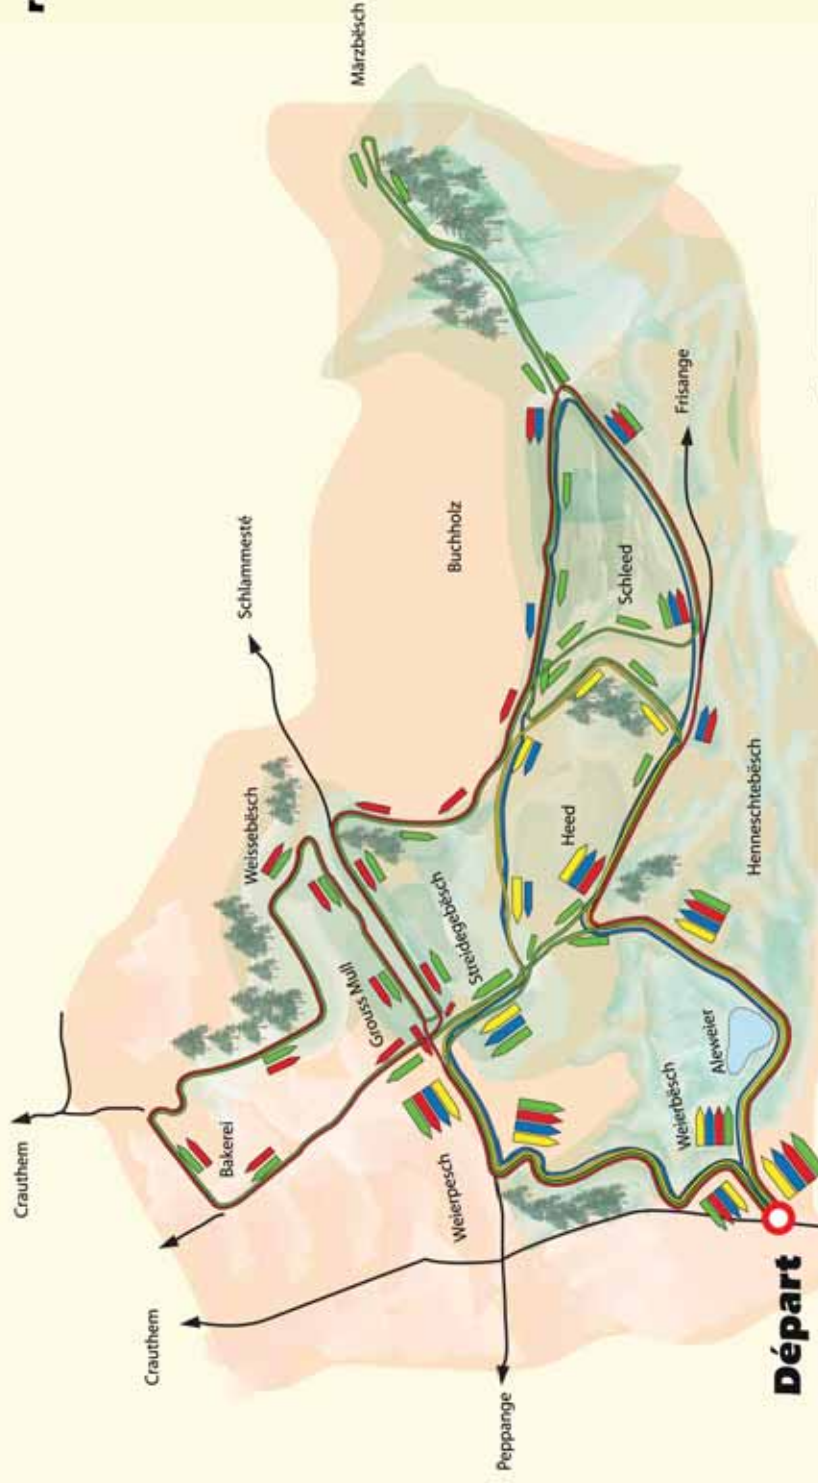 Crauthem
Crauthem
Bakerei
Weissebësch
Schlammesté
Märzbësch
Grouss Mull
Weierpesch
Streidegebësch
Buchholz
Peppange
Heed
Schleed
Weierbësch
Frisange
Aleweier
Henneschtebësch
Départ